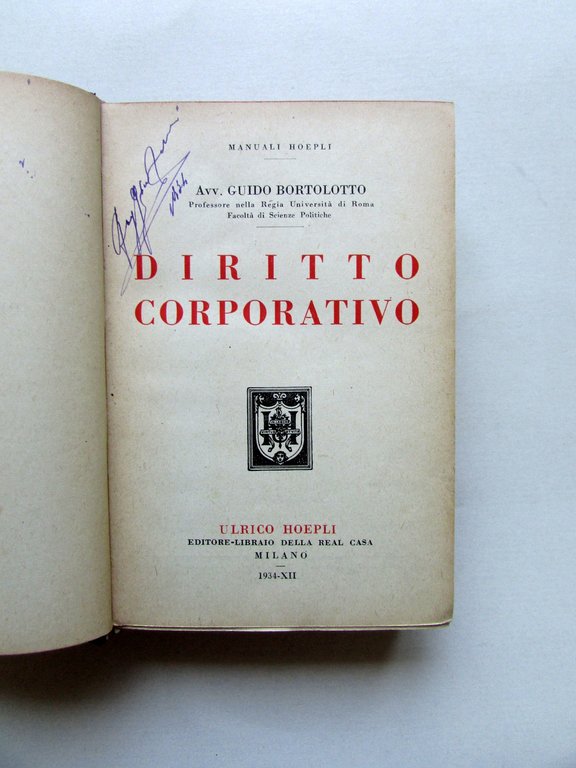 MANUALI HOEPLI
AVV. GUIDO BORTOLOTTO
Professore nella Regia Università di Roma
Facoltà di Scienze Politiche
DIRITTO
CORPORATIVO
ULRICO HOEPLI
EDITORE-LIBRAIO DELLA REAL CASA
MILANO
1934-XII